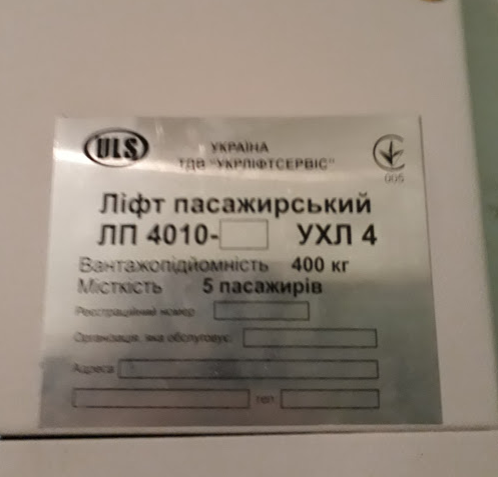 ULS
УКРАЇНА
ТДВ "УКРЛІФТСЕРВІС"
005
Ліфт пасажирський
ЛП 4010- УХЛ 4
Вантажопідйомність 400 кг
Місткість 5 пасажирів
Реєстраційний номер
Організація, яка обслуговує:
Адреса
тел.